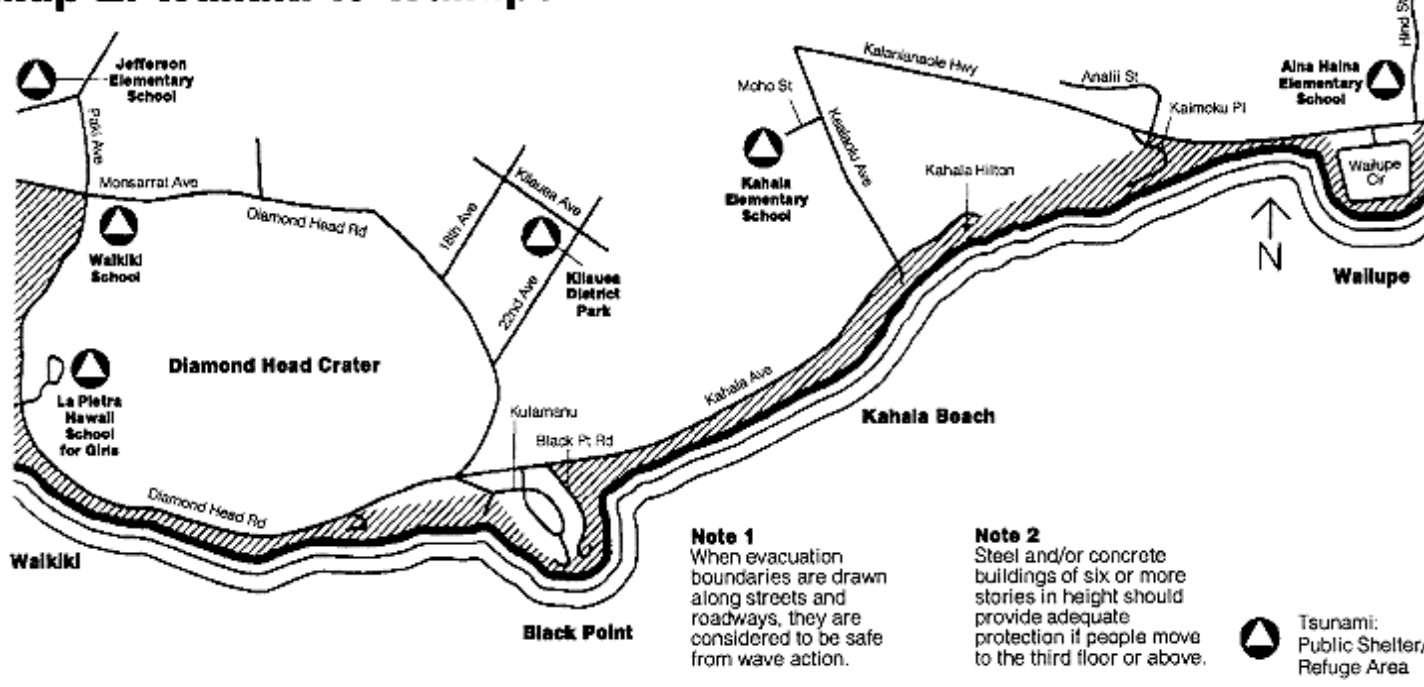 Jefferson
Elementary
School
Paki Ave
Monsarrat Ave
Diamond Head Rd
Waikiki
School
18th Ave
Kilauea Ave
22nd Ave
Kilauea
District
Park
Moho St
Kahala
Elementary
School
Kalanianaole Hwy
Kealaolu Ave
Analii St
Kaimoku Pl
Kahala Hilton
Aina Haina
Elementary
School
Hind St
Wailupe
Cir
N
Wailupe
La Pietra
Hawaii
School
for Girls
Diamond Head Crater
Kulamanu
Black Pt Rd
Kahala Ave
Kahala Beach
Diamond Head Rd
Waikiki
Black Point
Note 1
When evacuation
boundaries are drawn
along streets and
roadways, they are
considered to be safe
from wave action.
Note 2
Steel and/or concrete
buildings of six or more
stories in height should
provide adequate
protection if people move
to the third floor or above.
Tsunami:
Public Shelter/
Refuge Area